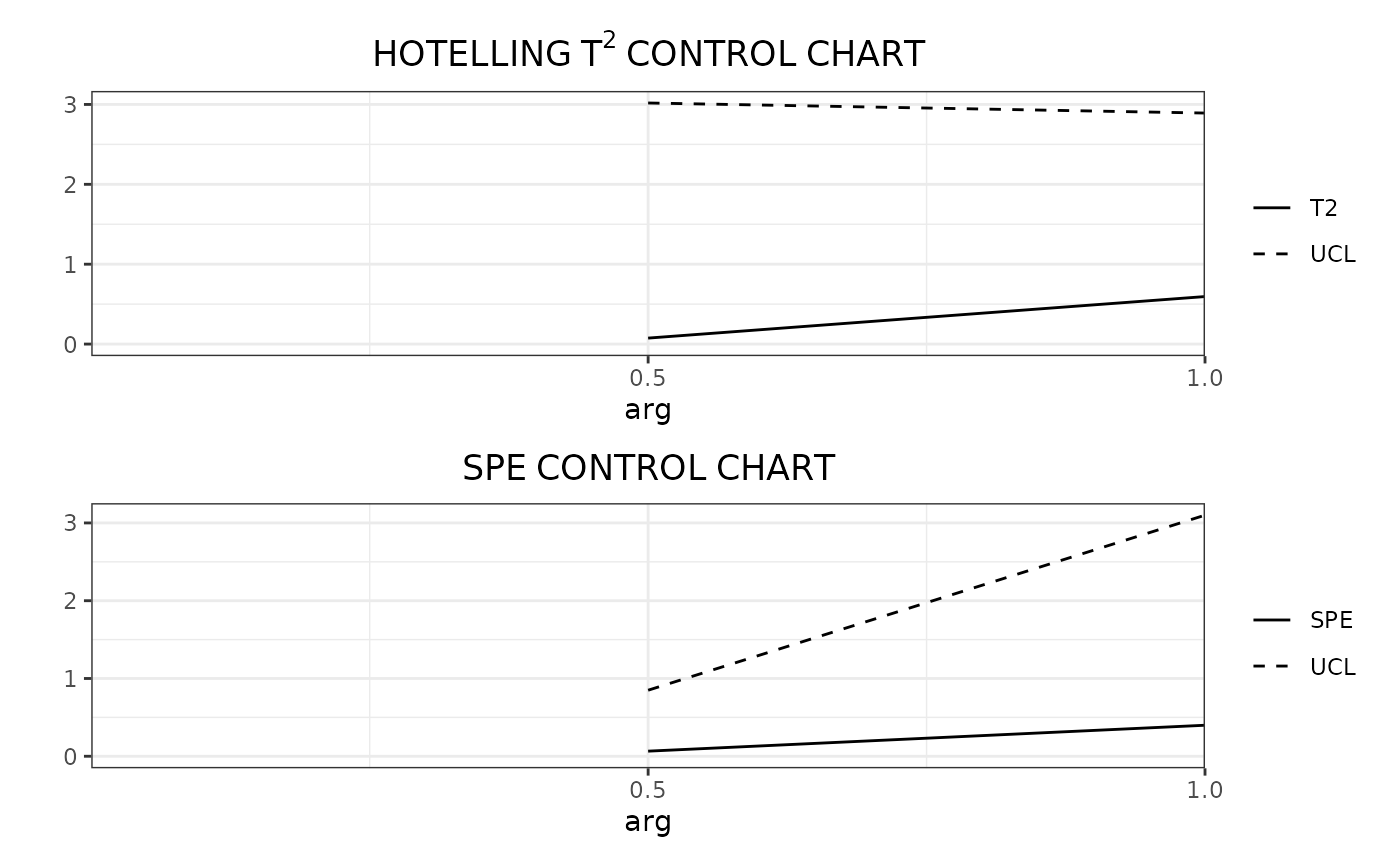 HOTELLING T² CONTROL CHART
3
2
1
0
0.5 1.0
arg
T2
UCL
SPE CONTROL CHART
3
2
1
0
0.5 1.0
arg
SPE
UCL